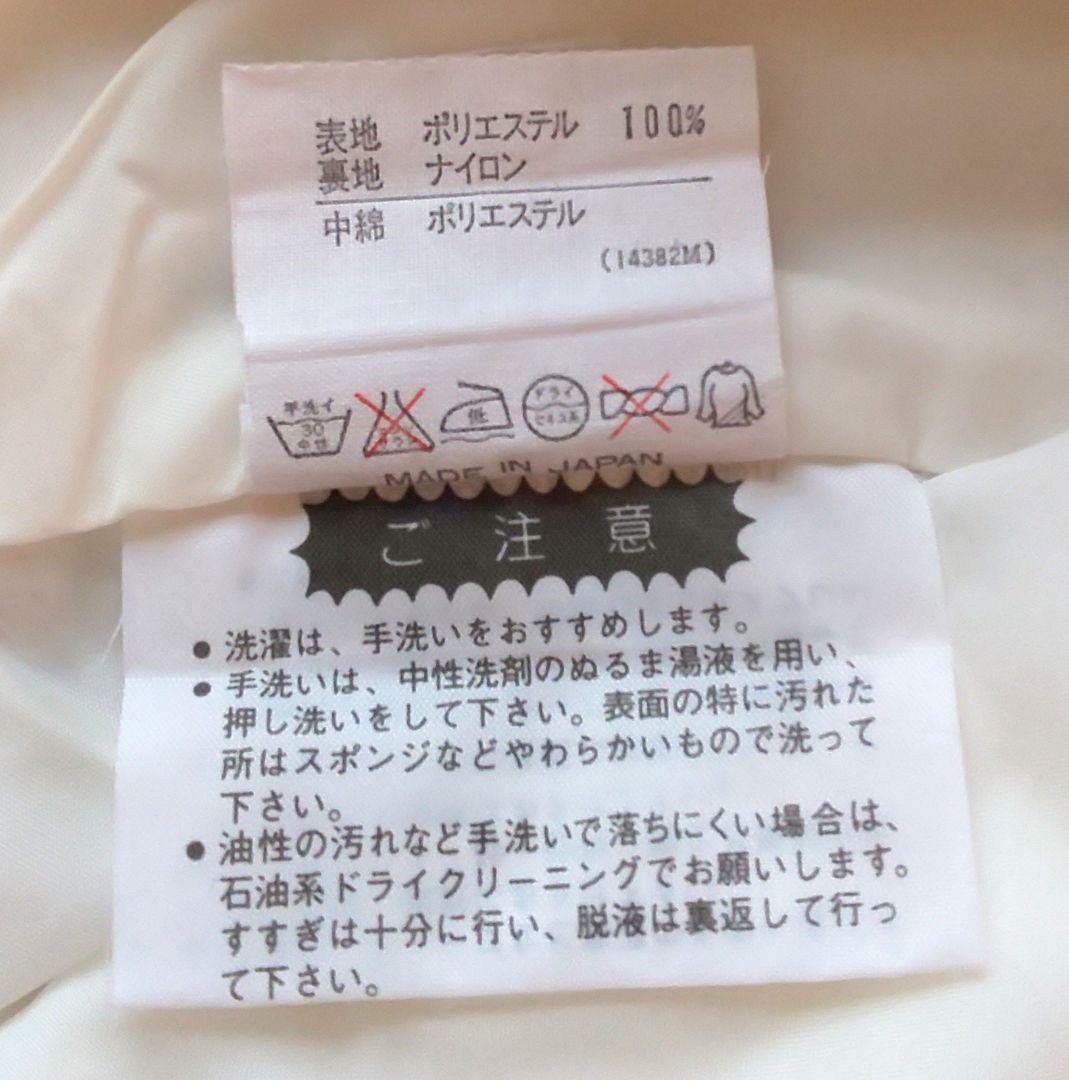 表地 ポリエステル 100%
裏地 ナイロン
中綿 ポリエステル
(14382M)
手洗イ
30
中性
低
ドライ
セキユ系
MADE IN JAPAN
ご注意
●洗濯は、手洗いをおすすめします。
●手洗いは、中性洗剤のぬるま湯液を用い、
押し洗いをして下さい。表面の特に汚れた
所はスポンジなどやわらかいもので洗って
下さい。
●油性の汚れなど手洗いで落ちにくい場合は、
石油系ドライクリーニングでお願いします。
すすぎは十分に行い、脱液は裏返して行っ
て下さい。